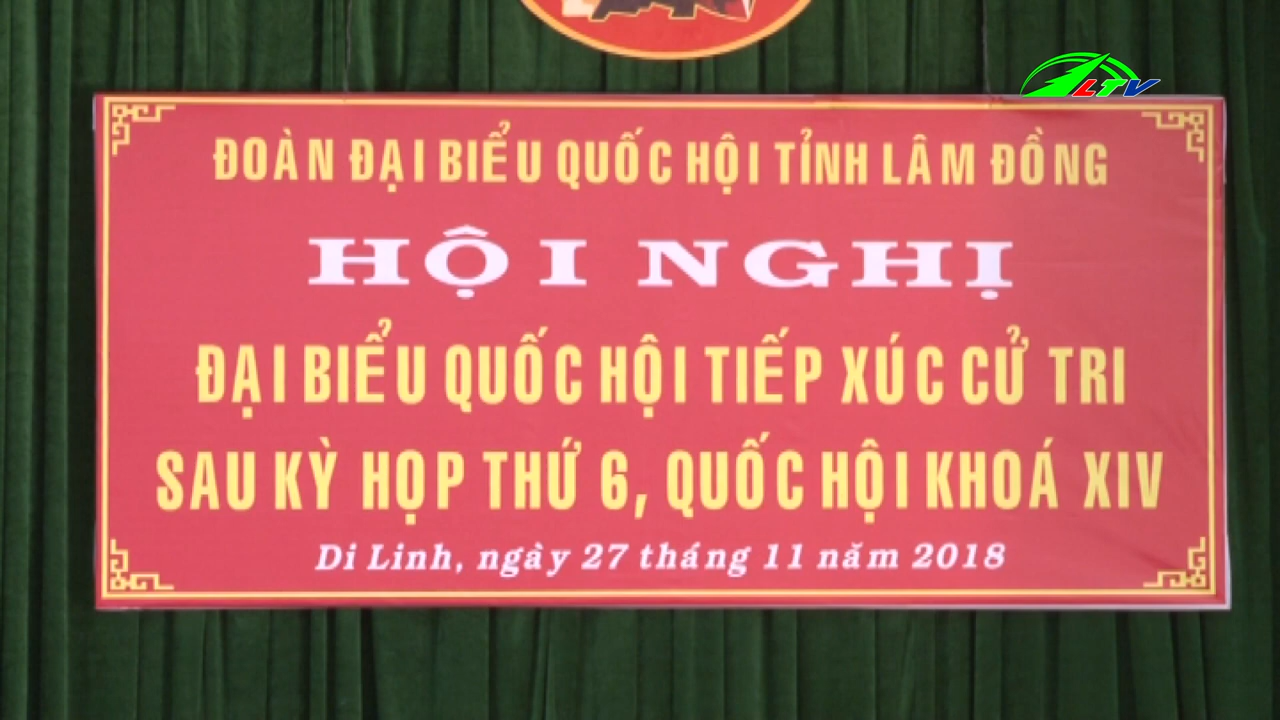 LTV
ĐOÀN ĐẠI BIỂU QUỐC HỘI TỈNH LÂM ĐỒNG
HỘI NGHỊ
ĐẠI BIỂU QUỐC HỘI TIẾP XÚC CỬ TRI
SAU KỲ HỌP THỨ 6, QUỐC HỘI KHOÁ XIV
Di Linh, ngày 27 tháng 11 năm 2018